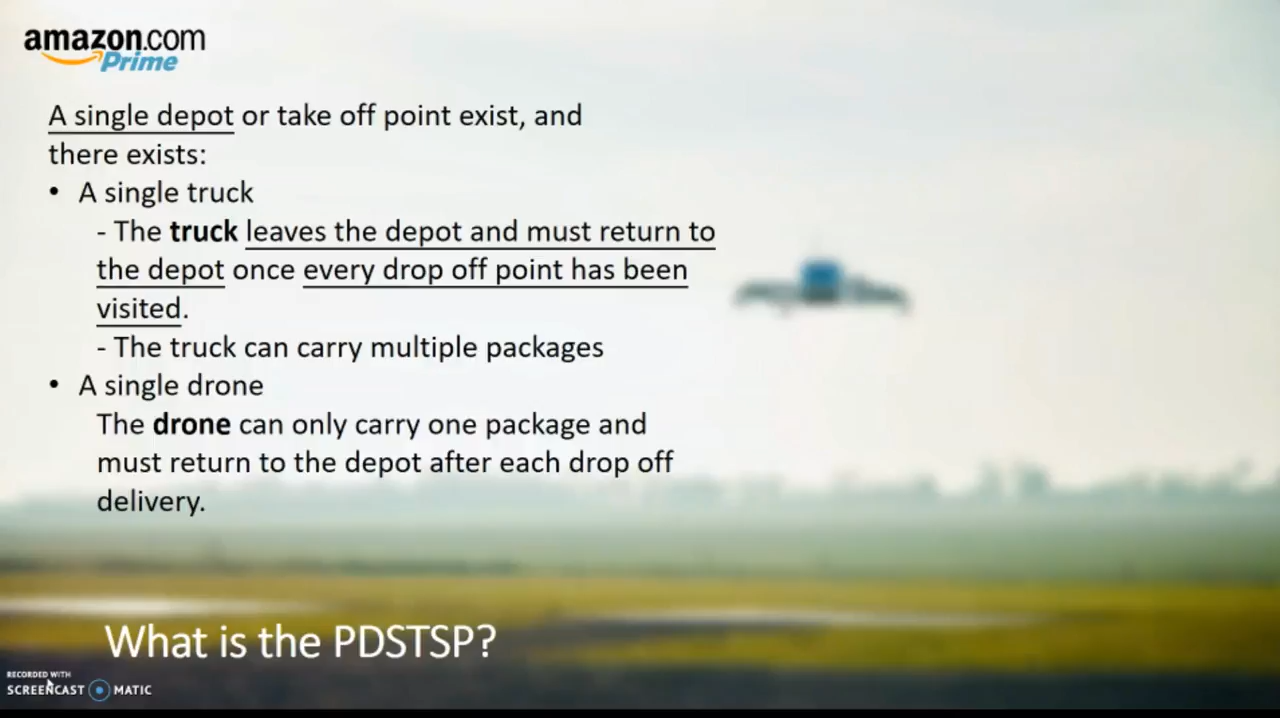 amazon.com
Prime
A single depot or take off point exist, and
there exists:
• A single truck
- The truck leaves the depot and must return to
the depot once every drop off point has been
visited.
- The truck can carry multiple packages
• A single drone
The drone can only carry one package and
must return to the depot after each drop off
delivery.
What is the PDSTSP?
RECORDED WITH
SCREENCAST MATIC